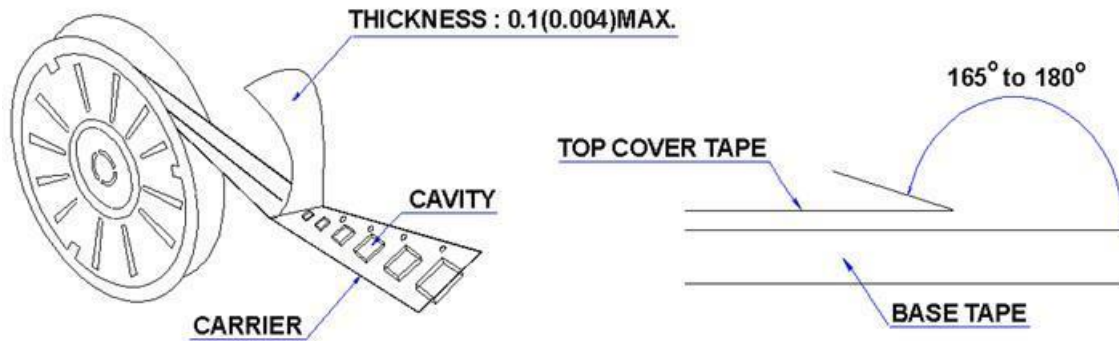 THICKNESS : 0.1(0.004)MAX.
165° to 180°
TOP COVER TAPE
CAVITY
CARRIER
BASE TAPE